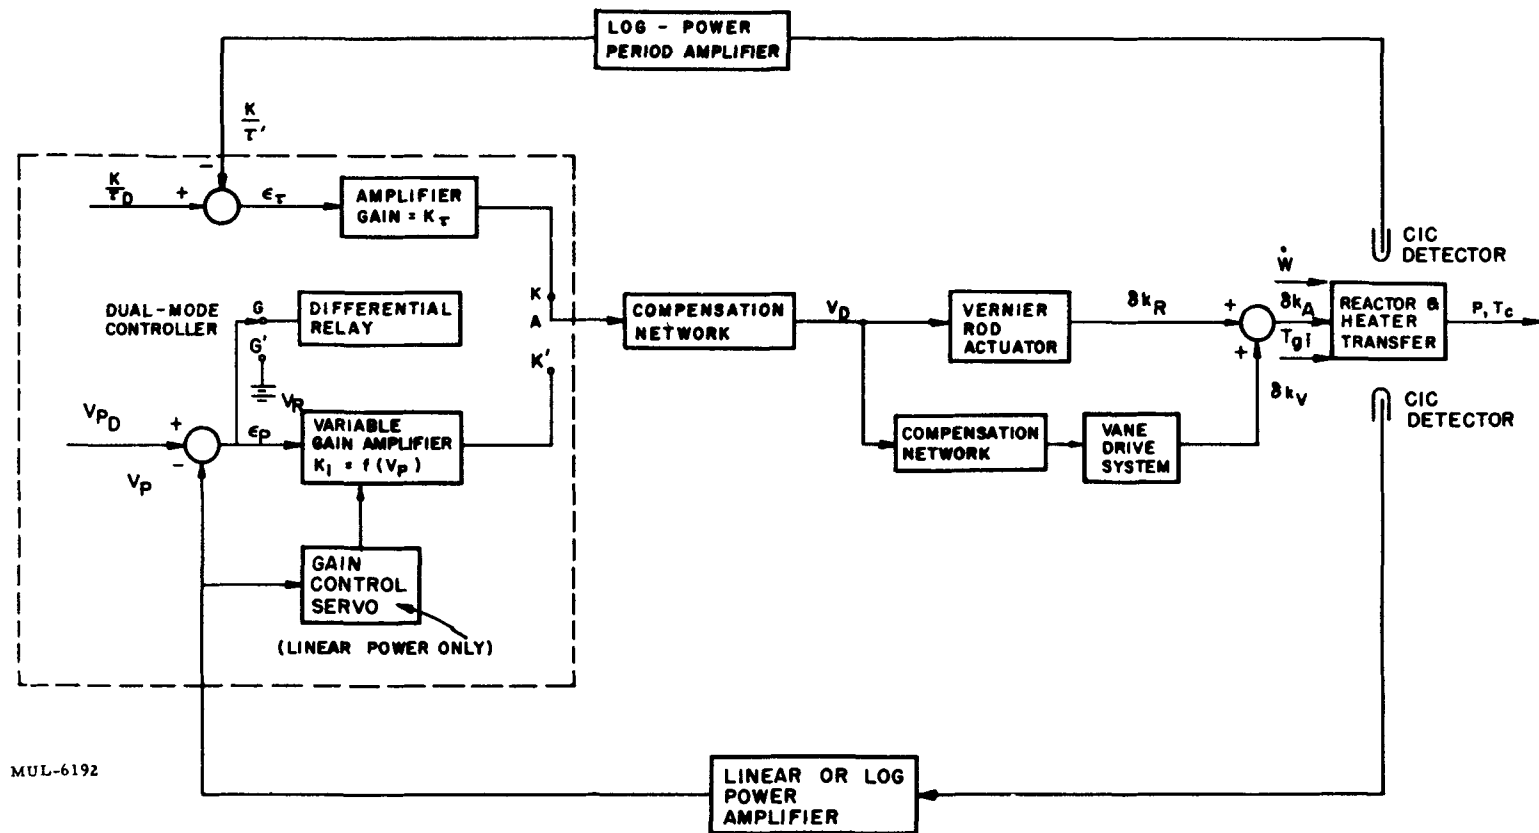 LOG - POWER
PERIOD AMPLIFIER
K
τ'
-
K
τD
+
ϵτ
AMPLIFIER
GAIN = Kτ
CIC
DETECTOR
Ẇ
DUAL-MODE
CONTROLLER
G
DIFFERENTIAL
RELAY
G'
K
A
K'
COMPENSATION
NETWORK
VD
VERNIER
ROD
ACTUATOR
δkR
+
+
δkA
TgI
REACTOR &
HEATER
TRANSFER
P, Tc
δkV
VPD
+
-
VP
ϵP
VR
VARIABLE
GAIN AMPLIFIER
K1 = f (VP)
COMPENSATION
NETWORK
VANE
DRIVE
SYSTEM
CIC
DETECTOR
GAIN
CONTROL
SERVO
(LINEAR POWER ONLY)
MUL-6192
LINEAR OR LOG
POWER
AMPLIFIER